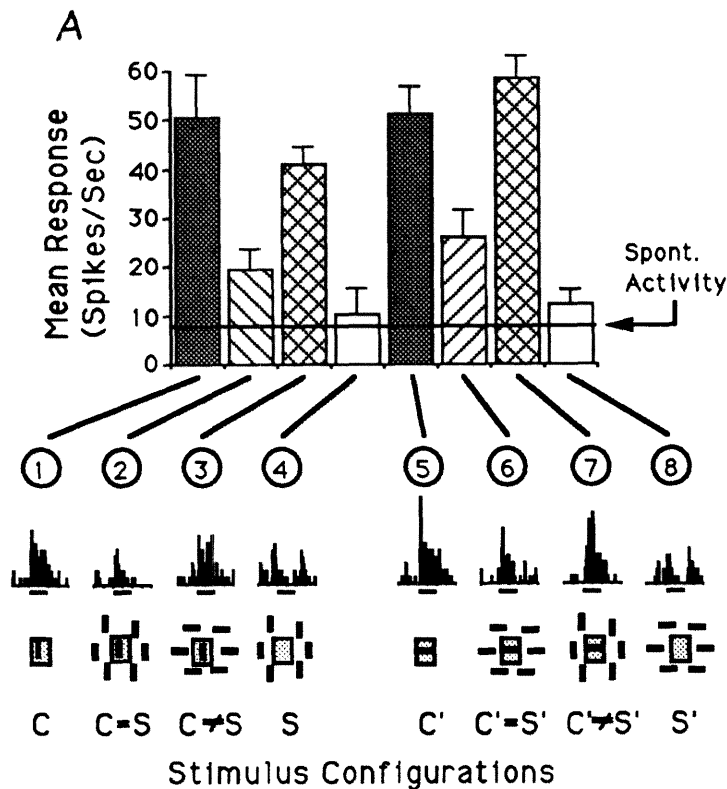 A
Mean Response
(Spikes/Sec)
60
50
40
30
20
10
0
Spont.
Activity
1 2 3 4 5 6 7 8
C C=S C≠S S C' C'=S' C'≠S' S'
Stimulus Configurations